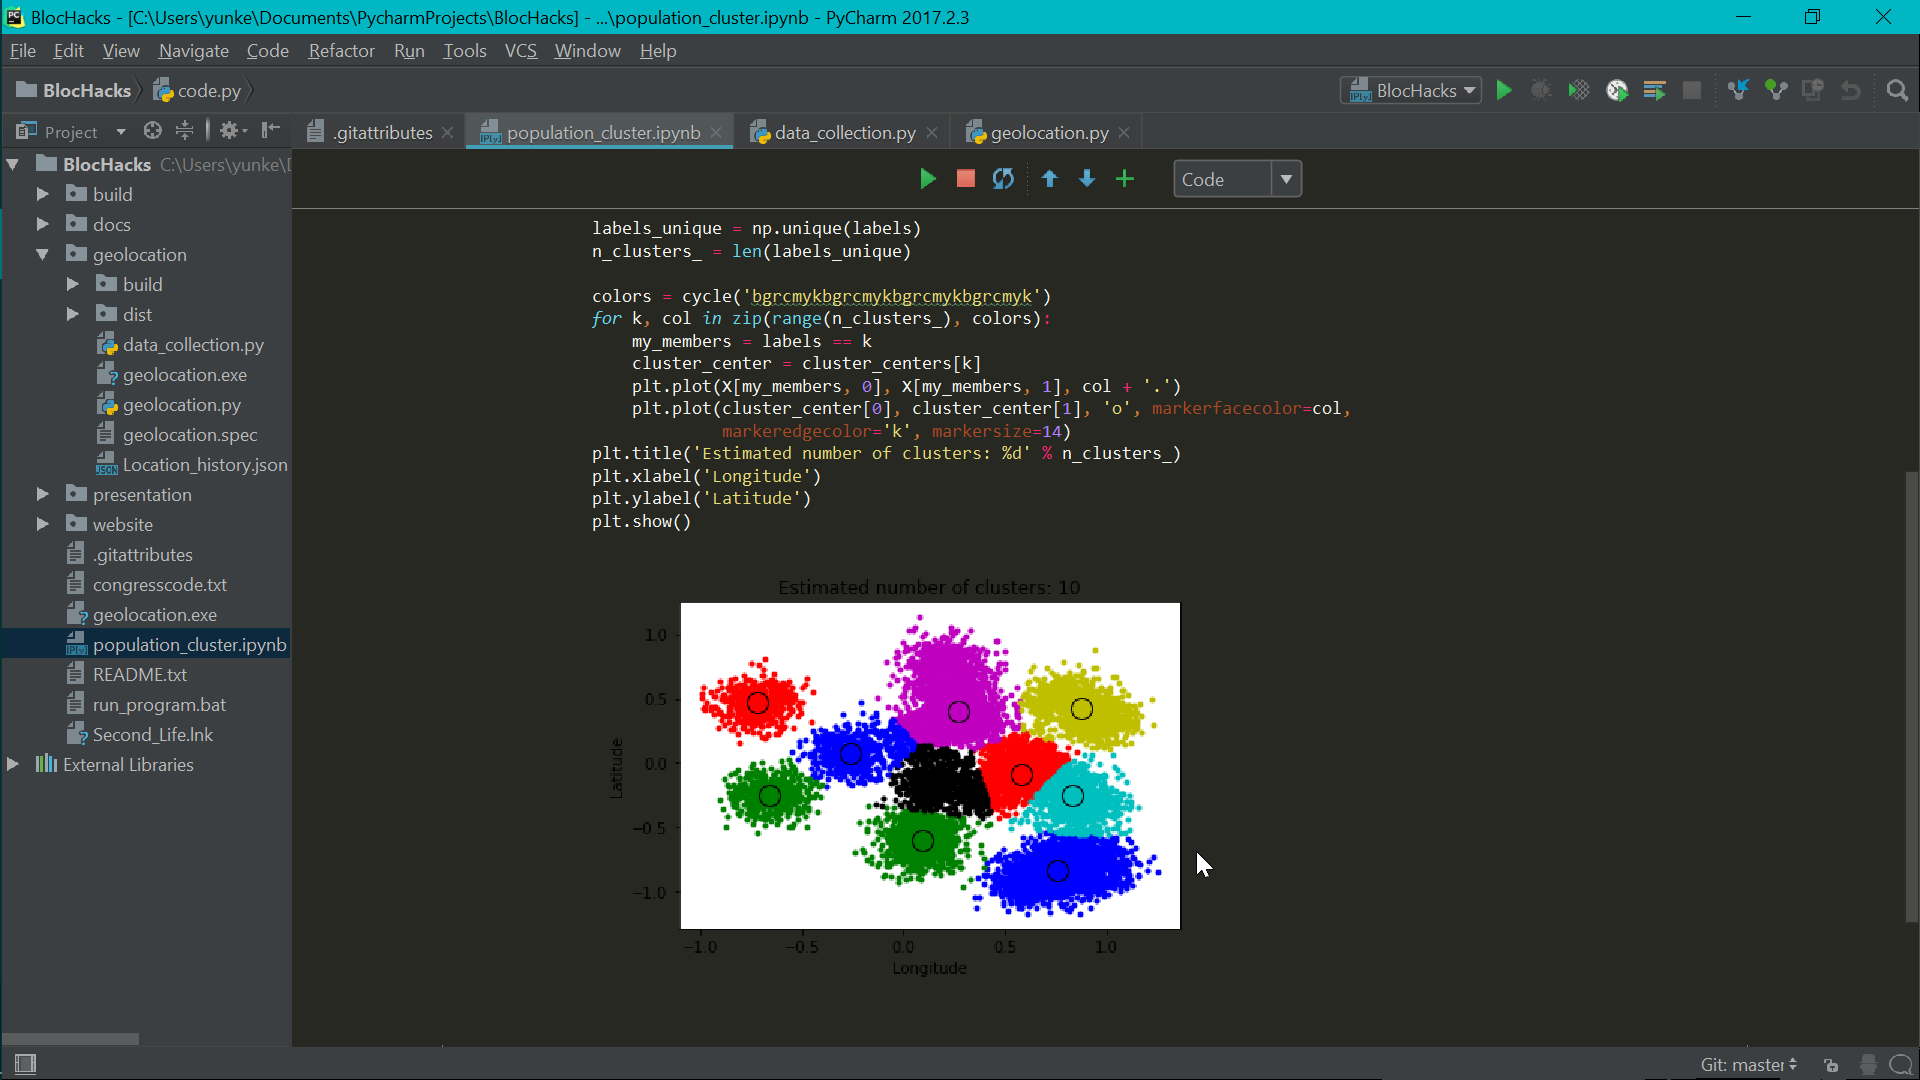 BlocHacks - [C:\Users\yunke\Documents\PycharmProjects\BlocHacks] - ...\population_cluster.ipynb - PyCharm 2017.2.3
File Edit View Navigate Code Refactor Run Tools VCS Window Help
BlocHacks code.py BlocHacks
Project .gitattributes population_cluster.ipynb data_collection.py geolocation.py
BlocHacks C:\Users\yunke\
build
docs
geolocation
build
dist
data_collection.py
geolocation.exe
geolocation.py
geolocation.spec
Location_history.json
presentation
website
.gitattributes
congresscode.txt
geolocation.exe
population_cluster.ipynb
README.txt
run_program.bat
Second_Life.lnk
External Libraries
Code
labels_unique = np.unique(labels)
n_clusters_ = len(labels_unique)
colors = cycle('bgrcmykbgrcmykbgrcmykbgrcmyk')
for k, col in zip(range(n_clusters_), colors):
my_members = labels == k
cluster_center = cluster_centers[k]
plt.plot(X[my_members, 0], X[my_members, 1], col + '.')
plt.plot(cluster_center[0], cluster_center[1], 'o', markerfacecolor=col,
markeredgecolor='k', markersize=14)
plt.title('Estimated number of clusters: %d' % n_clusters_)
plt.xlabel('Longitude')
plt.ylabel('Latitude')
plt.show()
Estimated number of clusters: 10
1.0
0.5
0.0
−0.5
−1.0
Latitude
−1.0 −0.5 0.0 0.5 1.0
Longitude
Git: master